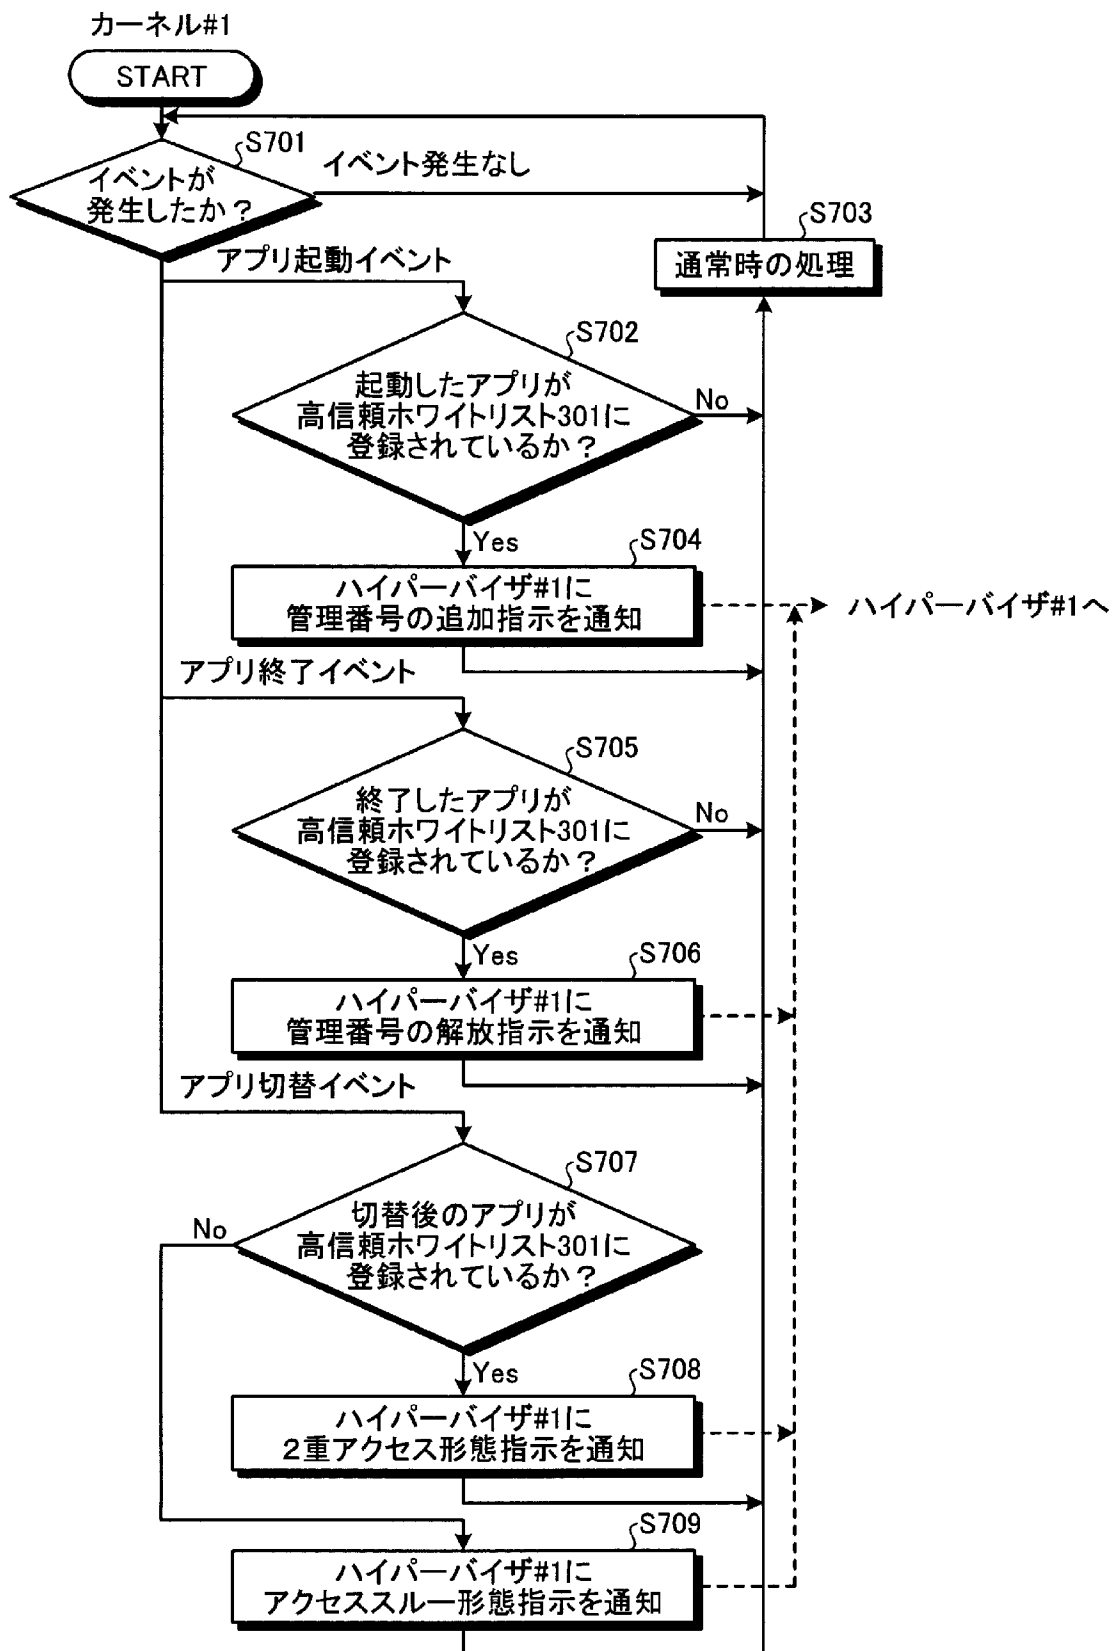 カーネル#1
START
S701
イベントが
発生したか？
イベント発生なし
S703
通常時の処理
アプリ起動イベント
S702
起動したアプリが
高信頼ホワイトリスト301に
登録されているか？
No
Yes
S704
ハイパーバイザ#1に
管理番号の追加指示を通知
ハイパーバイザ#1へ
アプリ終了イベント
S705
終了したアプリが
高信頼ホワイトリスト301に
登録されているか？
No
Yes
S706
ハイパーバイザ#1に
管理番号の解放指示を通知
アプリ切替イベント
S707
切替後のアプリが
高信頼ホワイトリスト301に
登録されているか？
No
Yes
S708
ハイパーバイザ#1に
２重アクセス形態指示を通知
S709
ハイパーバイザ#1に
アクセススルー形態指示を通知